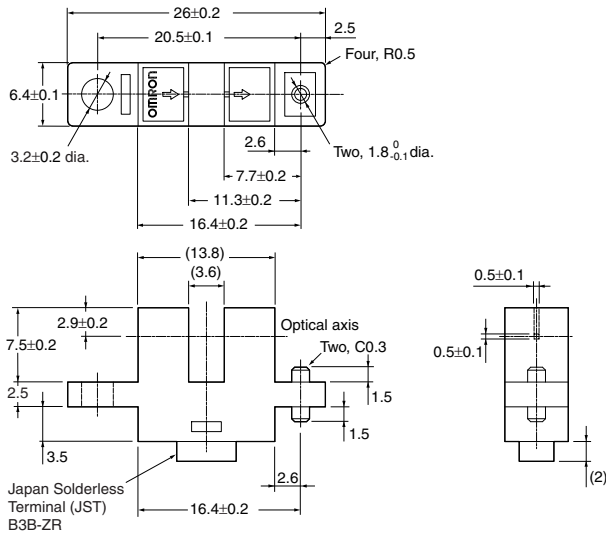 26±0.2
20.5±0.1
2.5
Four, R0.5
6.4±0.1
OMRON
3.2±0.2 dia.
2.6
Two, 1.8 0 -0.1 dia.
7.7±0.2
11.3±0.2
16.4±0.2
(13.8)
(3.6)
0.5±0.1
2.9±0.2
Optical axis
7.5±0.2
Two, C0.3
0.5±0.1
2.5
1.5
1.5
3.5
2.6
(2)
Japan Solderless
Terminal (JST)
B3B-ZR
16.4±0.2